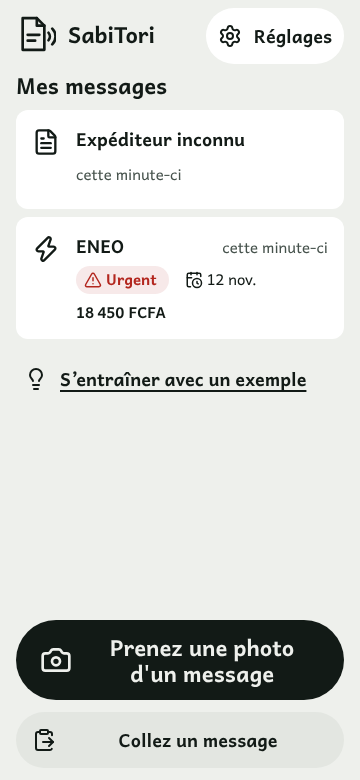 SabiTori
Réglages
Mes messages
Expéditeur inconnu
cette minute-ci
ENEO
cette minute-ci
Urgent
12 nov.
18 450 FCFA
S’entraîner avec un exemple
Prenez une photo
d'un message
Collez un message